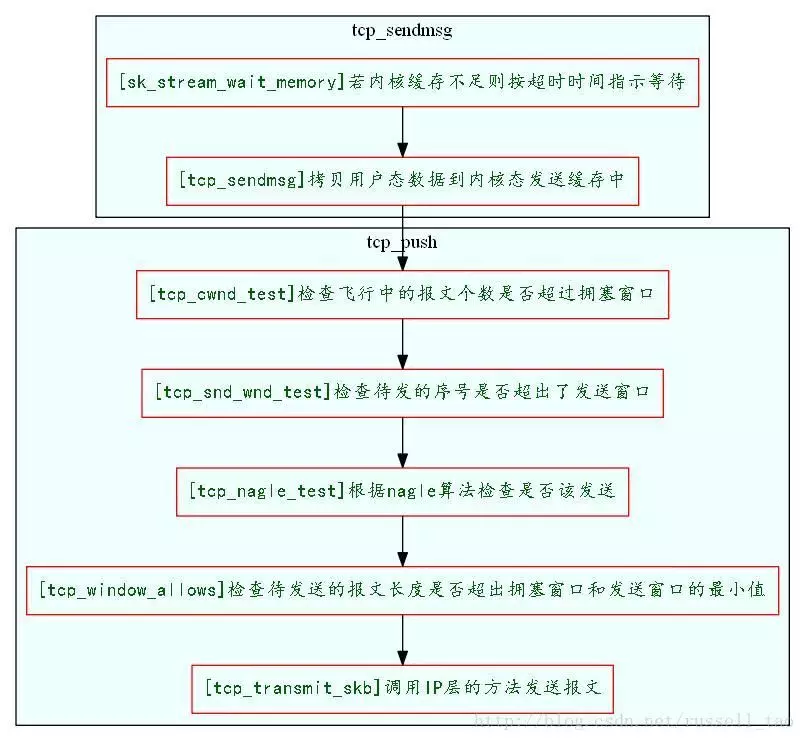 tcp_sendmsg
[sk_stream_wait_memory]若内核缓存不足则按超时时间指示等待
[tcp_sendmsg]拷贝用户态数据到内核态发送缓存中
tcp_push
[tcp_cwnd_test]检查飞行中的报文个数是否超过拥塞窗口
[tcp_snd_wnd_test]检查待发的序号是否超出了发送窗口
[tcp_nagle_test]根据nagle算法检查是否该发送
[tcp_window_allows]检查待发送的报文长度是否超出拥塞窗口和发送窗口的最小值
[tcp_transmit_skb]调用IP层的方法发送报文
http://blog.csdn.net/russell_tao